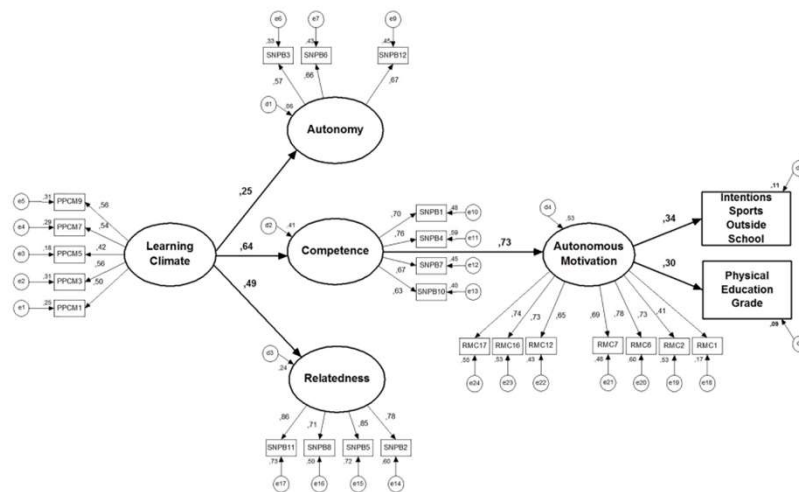 e6
e7
e9
,33
,43
,45
SNPB3
SNPB6
SNPB12
,57
,66
,67
d1
,06
Autonomy
,25
e5
,31
PPCM9
,56
e4
,29
PPCM7
,54
e3
,18
PPCM5
,42
e2
,31
PPCM3
,56
e1
,25
PPCM1
,50
Learning
Climate
,64
,49
d2
,41
Competence
,70
SNPB1
,48
e10
,76
SNPB4
,59
e11
,67
SNPB7
,45
e12
,63
SNPB10
,40
e13
,73
d3
,24
Relatedness
,86
,71
,85
,78
SNPB11
SNPB8
SNPB5
SNPB2
,73
,50
,72
,60
e17
e16
e15
e14
d4
,53
Autonomous
Motivation
,34
,30
,11
Intentions
Sports
Outside
School
Physical
Education
Grade
,09
,74
,73
,65
,69
,78
,73
,41
RMC17
RMC16
RMC12
RMC7
RMC6
RMC2
RMC1
,53
,43
,48
,60
,53
,17
e24
e23
e22
e21
e20
e19
e18